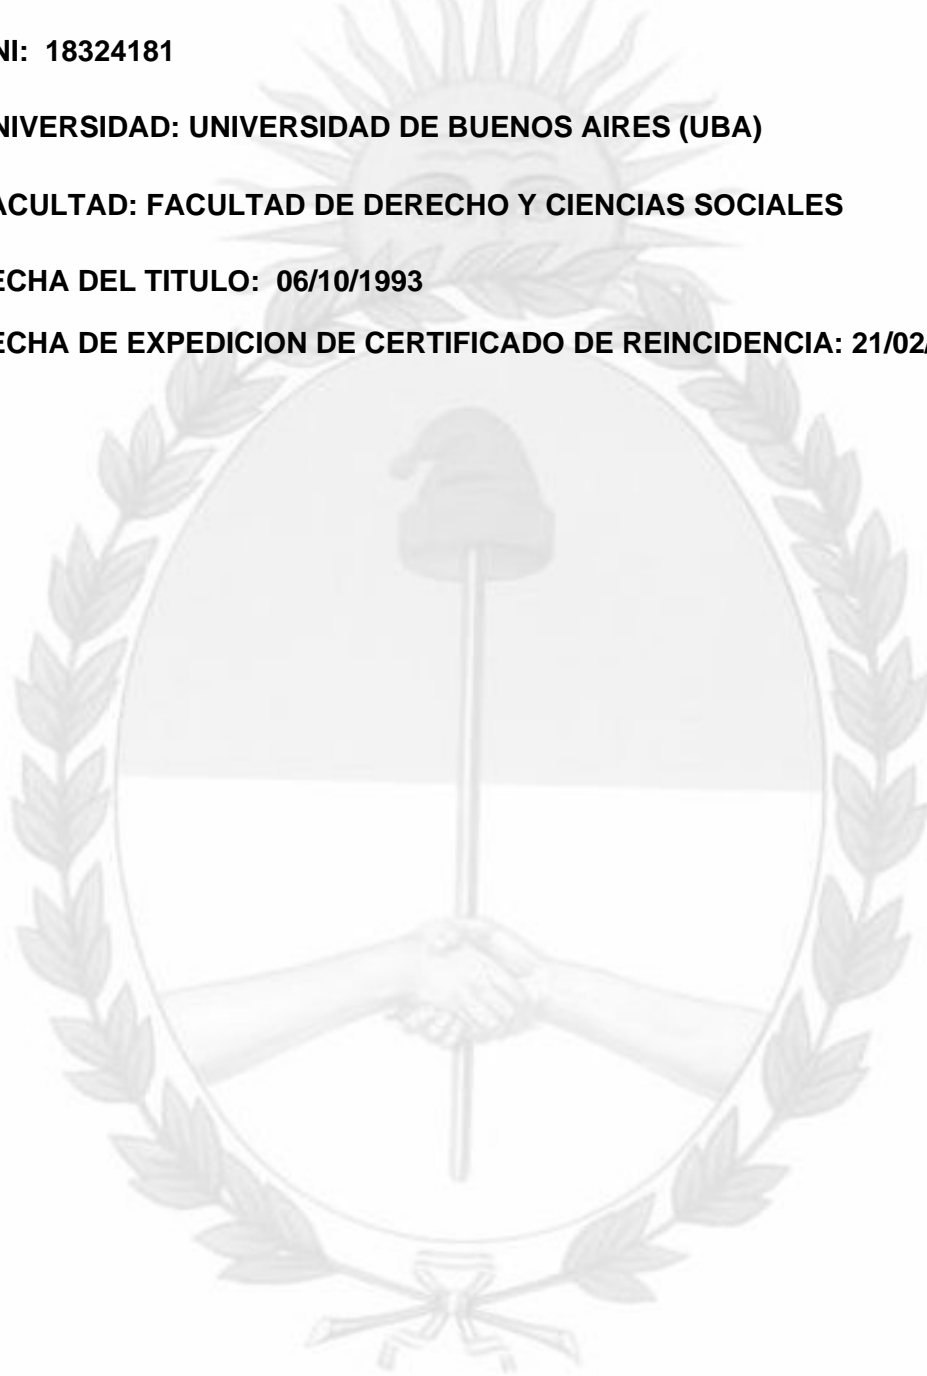 NI: 18324181
NIVERSIDAD: UNIVERSIDAD DE BUENOS AIRES (UBA)
ACULTAD: FACULTAD DE DERECHO Y CIENCIAS SOCIALES
ECHA DEL TITULO: 06/10/1993
ECHA DE EXPEDICION DE CERTIFICADO DE REINCIDENCIA: 21/02/